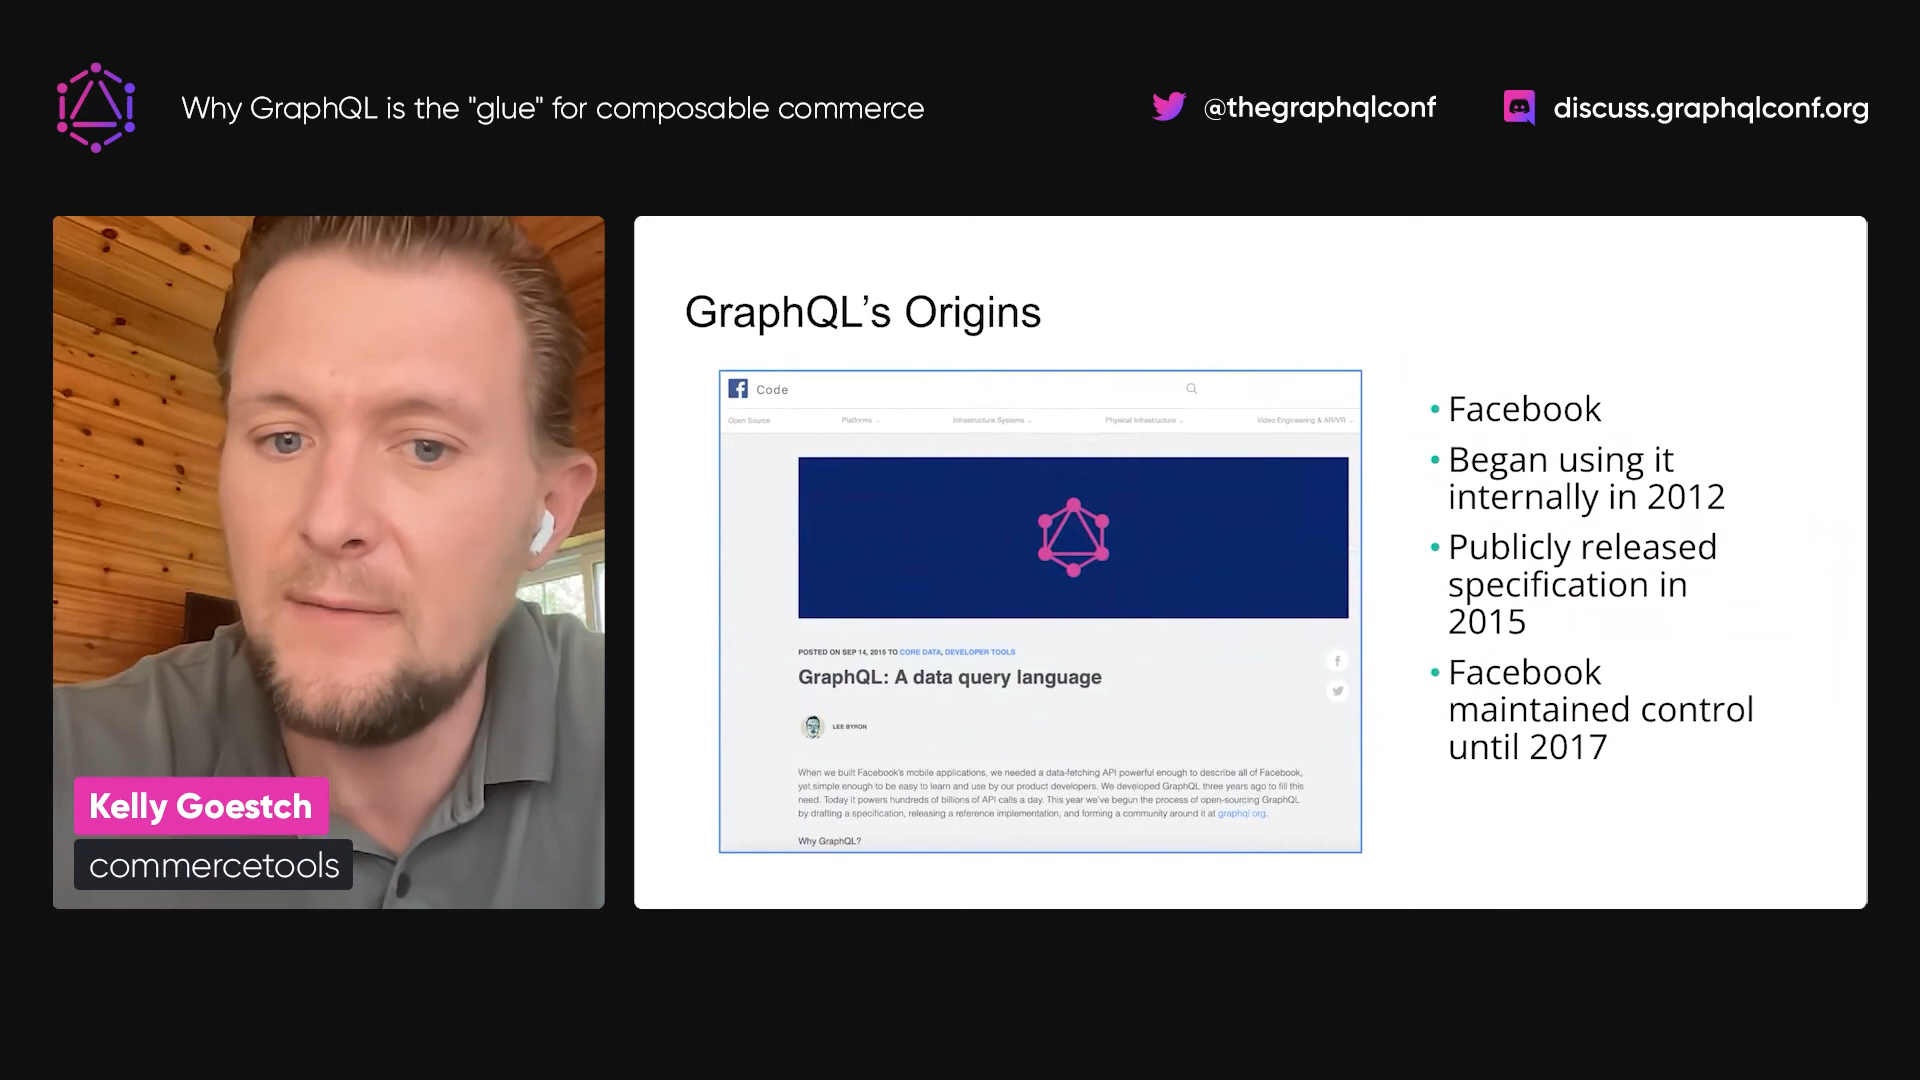 Why GraphQL is the "glue" for composable commerce
@thegraphqlconf
discuss.graphqlconf.org
Kelly Goestch
commercetools
GraphQL’s Origins
Code
Open Source
Platforms
Infrastructure Systems
Physical Infrastructure
Video Engineering & AR/VR
POSTED ON SEP 14, 2015 TO CORE DATA, DEVELOPER TOOLS
GraphQL: A data query language
LEE BYRON
When we built Facebook's mobile applications, we needed a data-fetching API powerful enough to describe all of Facebook,
yet simple enough to be easy to learn and use by our product developers. We developed GraphQL three years ago to fill this
need. Today it powers hundreds of billions of API calls a day. This year we've begun the process of open-sourcing GraphQL
by drafting a specification, releasing a reference implementation, and forming a community around it at graphql.org.
Why GraphQL?
• Facebook
• Began using it
internally in 2012
• Publicly released
specification in
2015
• Facebook
maintained control
until 2017